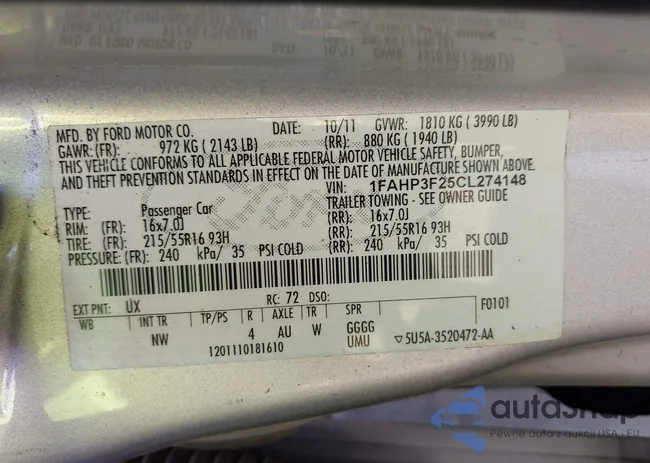 MFD. BY FORD MOTOR CO.
DATE: 10/11 GVWR: 1810 KG ( 3990 LB)
GAWR: (FR): 972 KG ( 2143 LB) (RR): 880 KG ( 1940 LB)
THIS VEHICLE CONFORMS TO ALL APPLICABLE FEDERAL MOTOR VEHICLE SAFETY, BUMPER,
AND THEFT PREVENTION STANDARDS IN EFFECT ON THE DATE OF MANUFACTURE SHOWN ABOVE.
VIN: 1FAHP3F25CL274148
TYPE: Passenger Car TRAILER TOWING - SEE OWNER GUIDE
RIM: (FR): 16x7.0J (RR): 16x7.0J
TIRE: (FR): 215/55R16 93H (RR): 215/55R16 93H
PRESSURE: (FR): 240 kPa/ 35 PSI COLD (RR): 240 kPa/ 35 PSI COLD
EXT PNT: UX RC: 72 DSO: F0101
WB INT TR TP/PS R AXLE TR SPR
NW 4 AU W GGGG
1201110181610 UMU ▽5U5A-3520472-AA
autasnap
Pewne auta z aukcji USA i EU